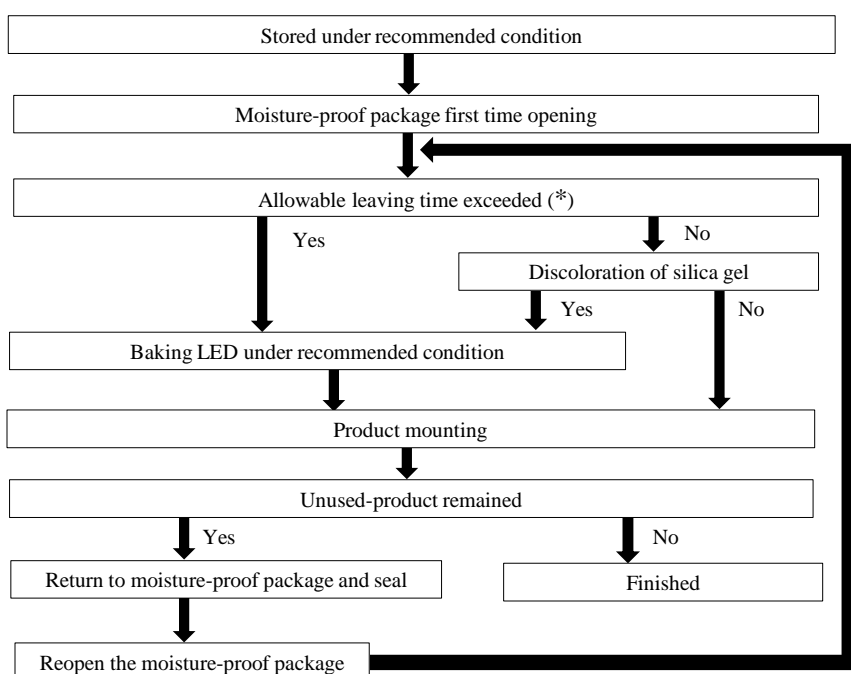 Stored under recommended condition
Moisture-proof package first time opening
Allowable leaving time exceeded (*)
Yes
No
Discoloration of silica gel
Yes
No
Baking LED under recommended condition
Product mounting
Unused-product remained
Yes
No
Return to moisture-proof package and seal
Finished
Reopen the moisture-proof package